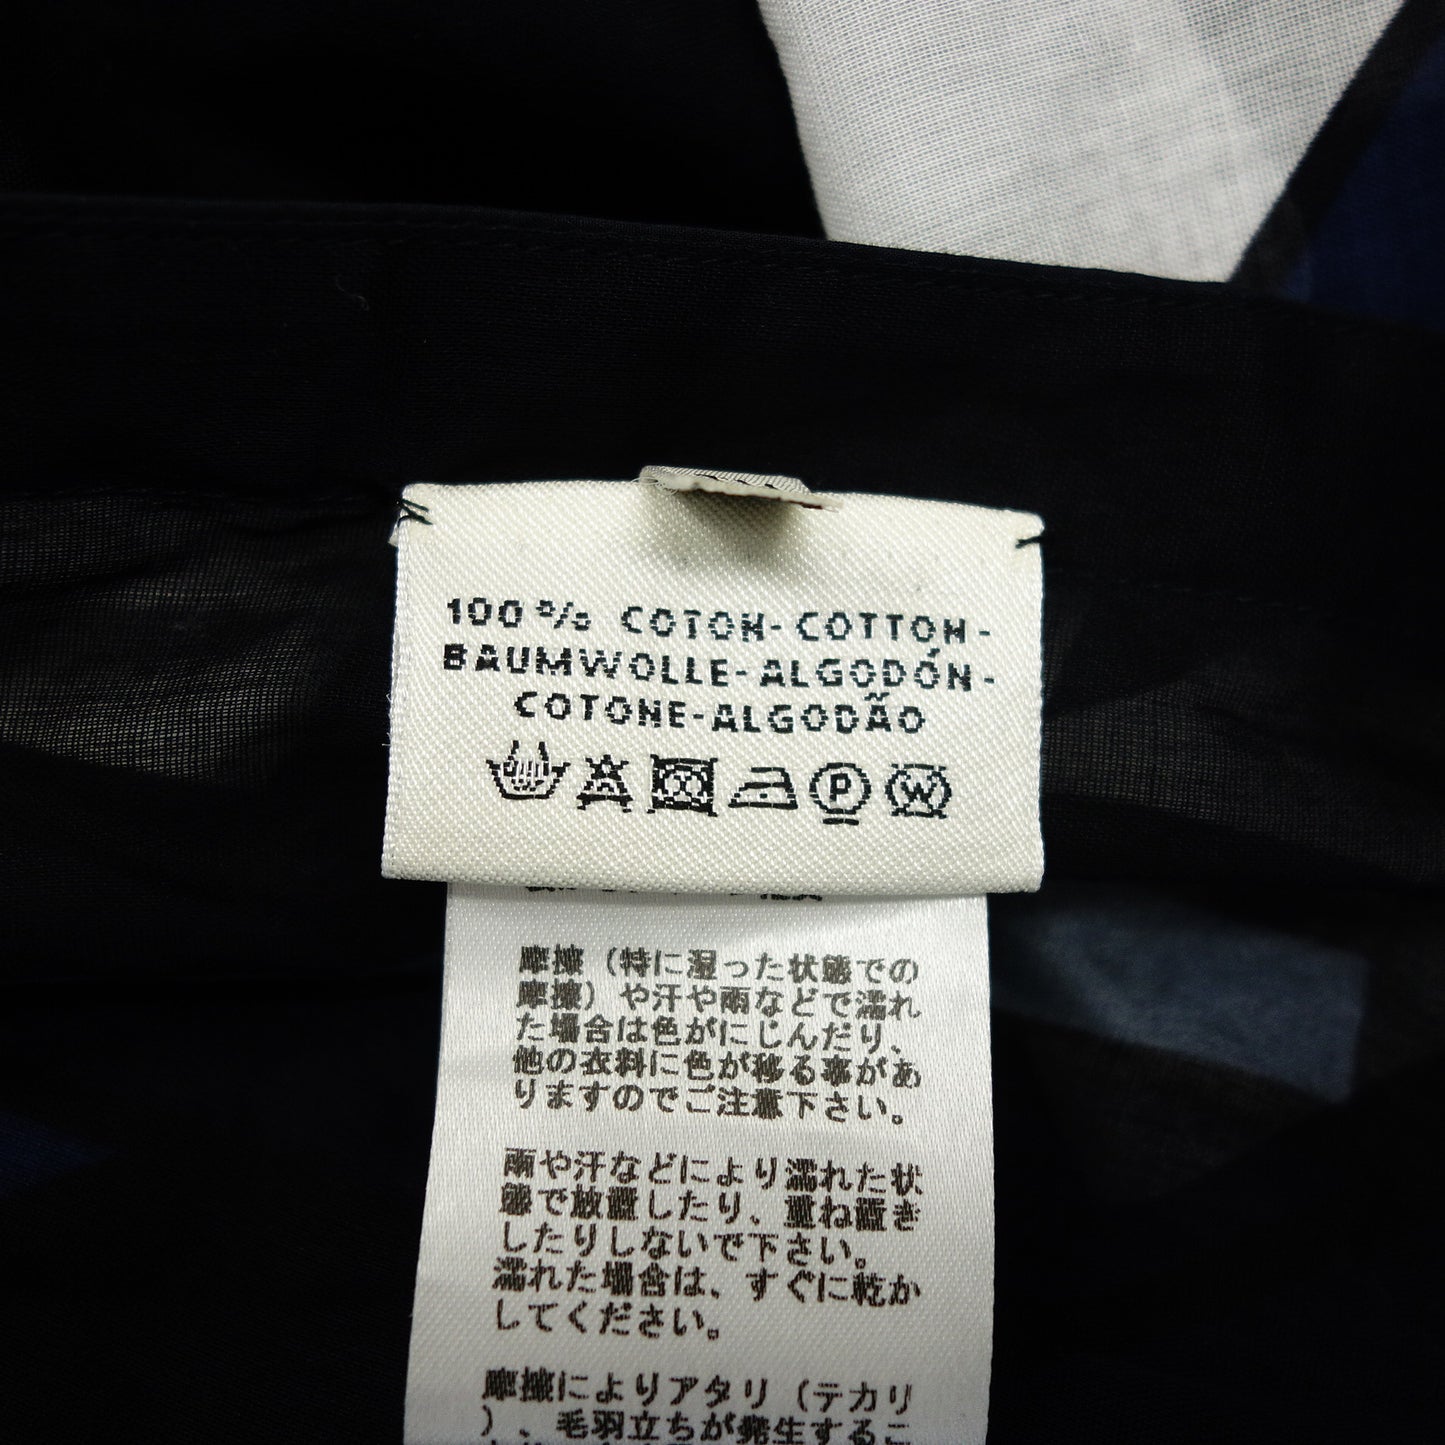 100 % COTON - COTTON -
BAUMWOLLE - ALGODÓN -
COTONE - ALGODÃO
P W
摩擦（特に湿った状態での
摩擦）や汗や雨などで濡れ
た場合は色がにじんだり、
他の衣料に色が移る事があ
りますのでご注意下さい。
雨や汗などにより濡れた状
態で放置したり、重ね置き
したりしないで下さい。
濡れた場合は、すぐに乾か
してください。
摩擦によりアタリ（テカリ
）、毛羽立ちが発生するこ